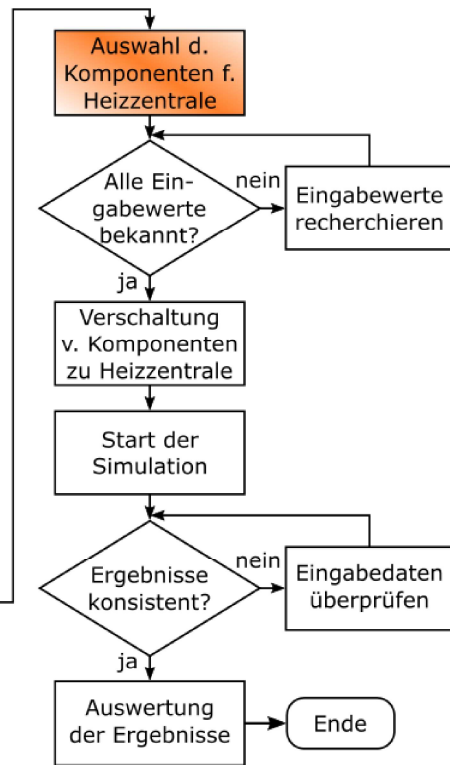 Auswahl d.
Komponenten f.
Heizzentrale
Alle Ein-
gabewerte
bekannt?
nein
Eingabewerte
recherchieren
ja
Verschaltung
v. Komponenten
zu Heizzentrale
Start der
Simulation
Ergebnisse
konsistent?
nein
Eingabedaten
überprüfen
ja
Auswertung
der Ergebnisse
Ende